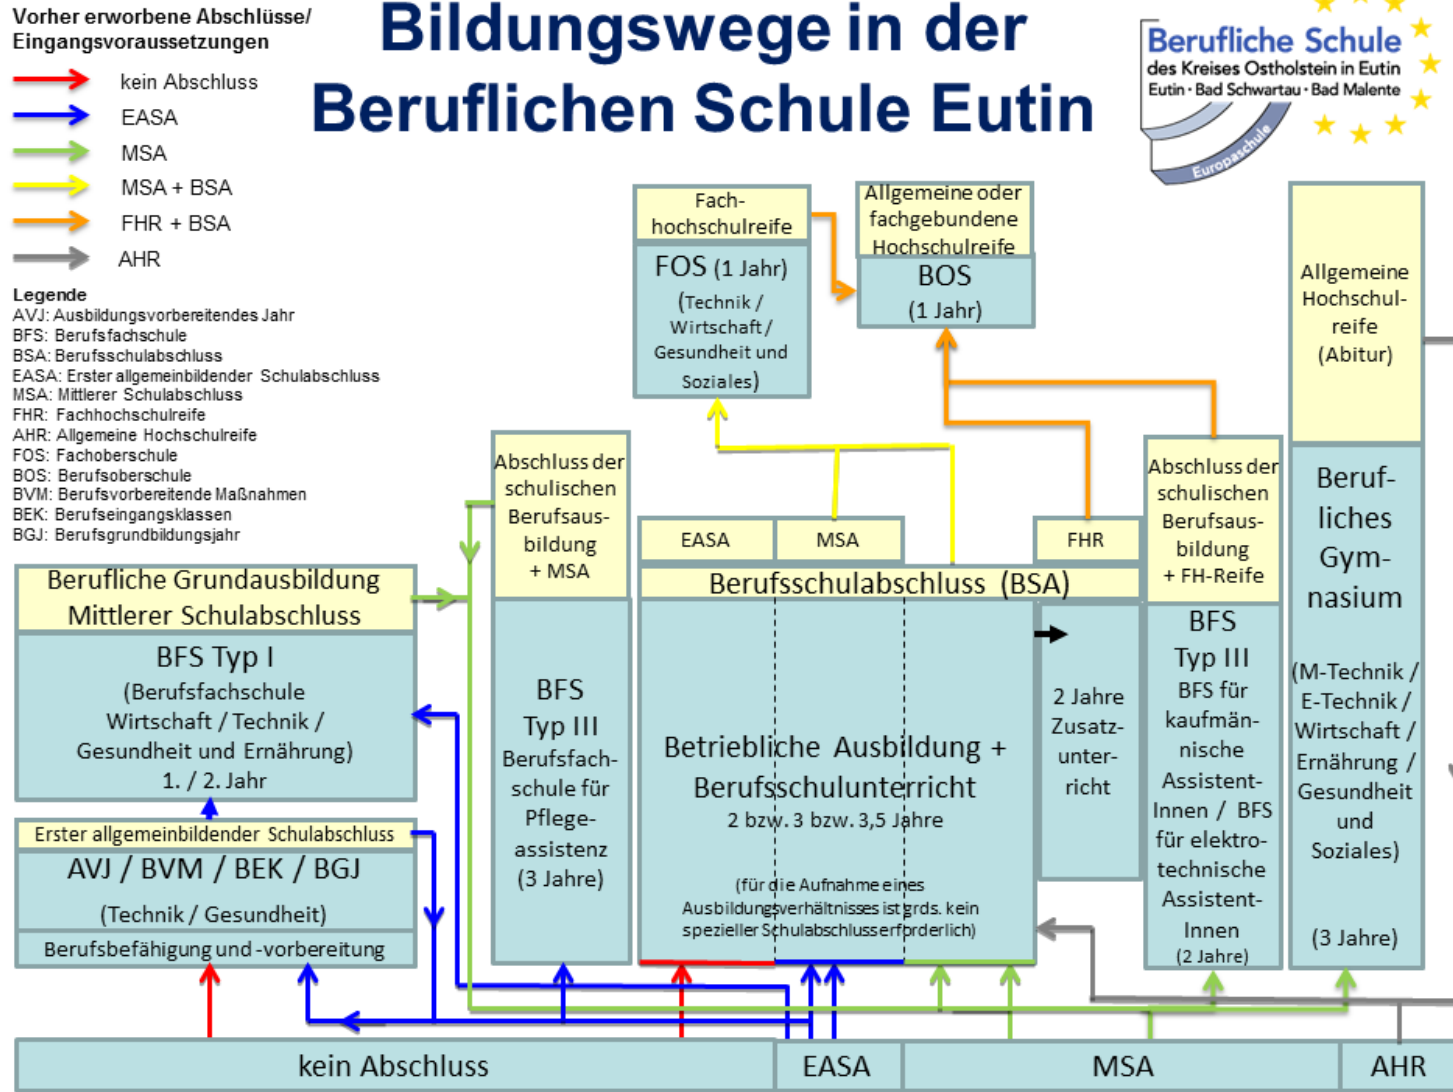 Vorher erworbene Abschlüsse/
Eingangsvoraussetzungen
kein Abschluss
EASA
MSA
MSA + BSA
FHR + BSA
AHR
Bildungswege in der
Beruflichen Schule Eutin
Berufliche Schule
des Kreises Ostholstein in Eutin
Eutin · Bad Schwartau · Bad Malente
Europaschule
Legende
AVJ: Ausbildungsvorbereitendes Jahr
BFS: Berufsfachschule
BSA: Berufsschulabschluss
EASA: Erster allgemeinbildender Schulabschluss
MSA: Mittlerer Schulabschluss
FHR: Fachhochschulreife
AHR: Allgemeine Hochschulreife
FOS: Fachoberschule
BOS: Berufsoberschule
BVM: Berufsvorbereitende Maßnahmen
BEK: Berufseingangsklassen
BGJ: Berufsgrundbildungsjahr
Fach-
hochschulreife
FOS (1 Jahr)
(Technik /
Wirtschaft /
Gesundheit und
Soziales)
Allgemeine oder
fachgebundene
Hochschulreife
BOS
(1 Jahr)
Allgemeine
Hochschul-
reife
(Abitur)
Beruf-
liches
Gym-
nasium
(M-Technik /
E-Technik /
Wirtschaft /
Ernährung /
Gesundheit
und
Soziales)
(3 Jahre)
Berufliche Grundausbildung
Mittlerer Schulabschluss
BFS Typ I
(Berufsfachschule
Wirtschaft / Technik /
Gesundheit und Ernährung)
1. / 2. Jahr
Erster allgemeinbildender Schulabschluss
AVJ / BVM / BEK / BGJ
(Technik / Gesundheit)
Berufsbefähigung und -vorbereitung
Abschluss der
schulischen
Berufsaus-
bildung
+ MSA
BFS
Typ III
Berufsfach-
schule für
Pflege-
assistenz
(3 Jahre)
EASA
MSA
FHR
Berufsschulabschluss (BSA)
Betriebliche Ausbildung +
Berufsschulunterricht
2 bzw. 3 bzw. 3,5 Jahre
(für die Aufnahme eines
Ausbildungsverhältnisses ist grds. kein
spezieller Schulabschluss erforderlich)
2 Jahre
Zusatz-
unter-
richt
Abschluss der
schulischen
Berufsaus-
bildung
+ FH-Reife
BFS
Typ III
BFS für
kaufmän-
nische
Assistent-
Innen / BFS
für elektro-
technische
Assistent-
Innen
(2 Jahre)
kein Abschluss
EASA
MSA
AHR